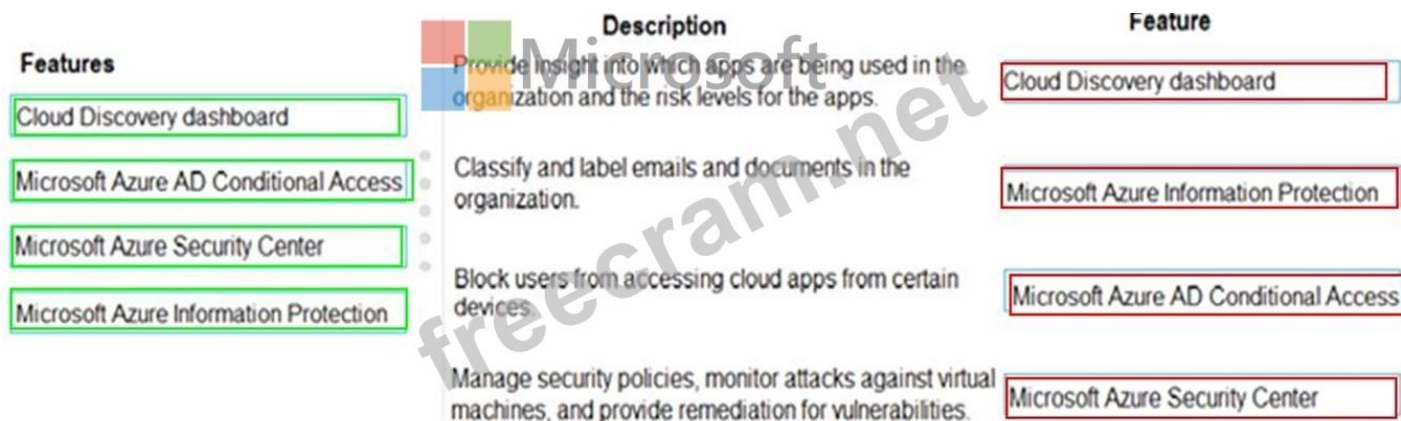 Features
Cloud Discovery dashboard
Microsoft Azure AD Conditional Access
Microsoft Azure Security Center
Microsoft Azure Information Protection
Description
Microsoft
Provide insight into which apps are being used in the
organization and the risk levels for the apps.
Classify and label emails and documents in the
organization.
Block users from accessing cloud apps from certain
devices.
Manage security policies, monitor attacks against virtual
machines, and provide remediation for vulnerabilities.
freecram.net
Feature
Cloud Discovery dashboard
Microsoft Azure Information Protection
Microsoft Azure AD Conditional Access
Microsoft Azure Security Center